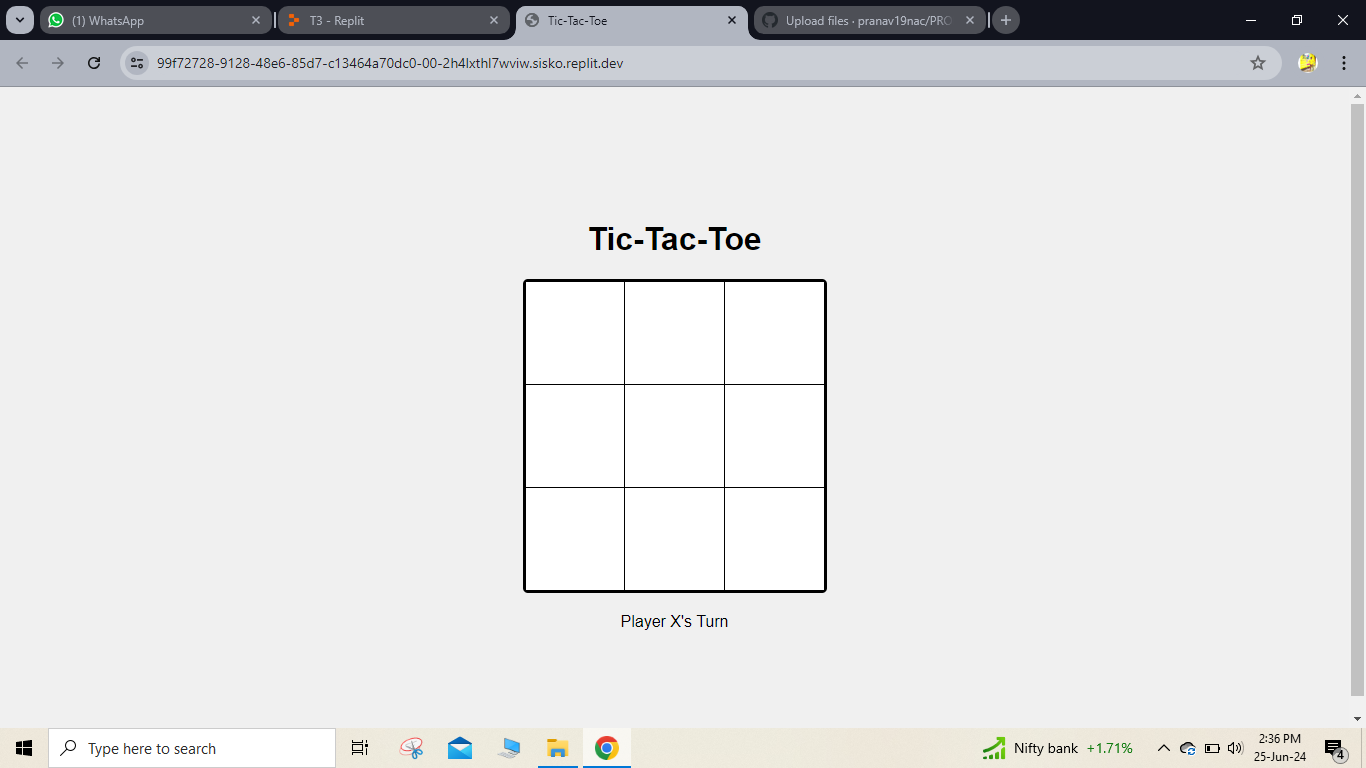 (1) WhatsApp
T3 - Replit
Tic-Tac-Toe
Upload files · pranav19nac/PRO
99f72728-9128-48e6-85d7-c13464a70dc0-00-2h4lxthl7wviw.sisko.replit.dev
Tic-Tac-Toe
Player X's Turn
Type here to search
Nifty bank +1.71%
2:36 PM
25-Jun-24
4